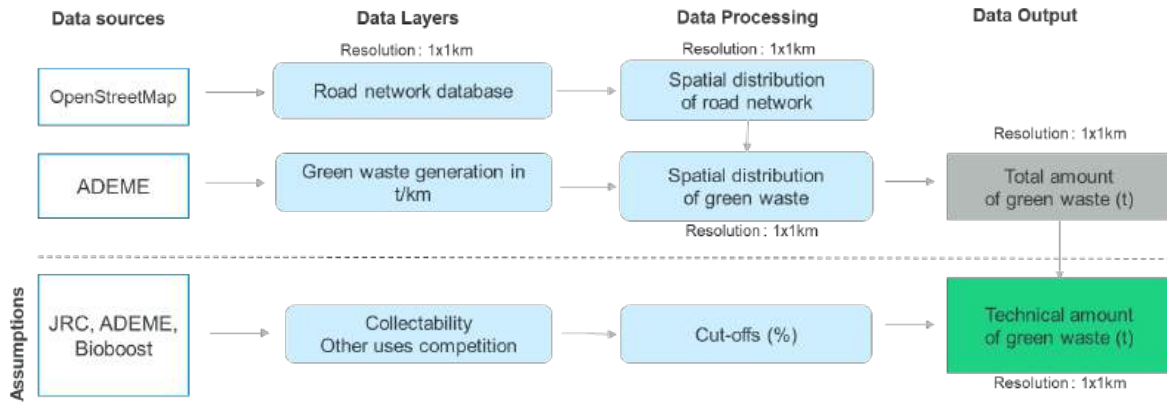 Data sources
Data Layers
Data Processing
Data Output
Resolution : 1x1km
Resolution : 1x1km
OpenStreetMap
Road network database
Spatial distribution
of road network
Resolution : 1x1km
ADEME
Green waste generation in
t/km
Spatial distribution
of green waste
Total amount
of green waste (t)
Resolution : 1x1km
Assumptions
JRC, ADEME,
Bioboost
Collectability
Other uses competition
Cut-offs (%)
Technical amount
of green waste (t)
Resolution : 1x1km